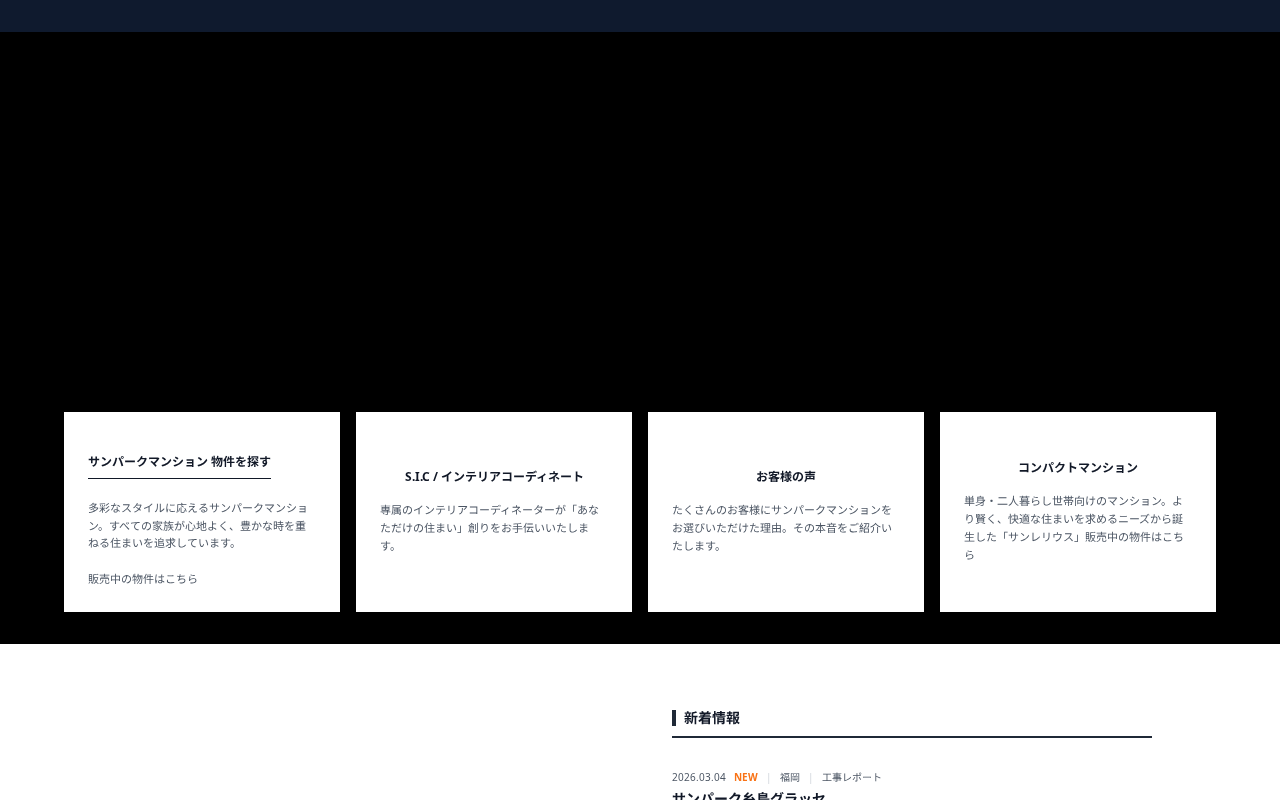 サンパークマンション 物件を探す
多彩なスタイルに応えるサンパークマンショ
ン。すべての家族が心地よく、豊かな時を重
ねる住まいを追求しています。
販売中の物件はこちら
S.I.C / インテリアコーディネート
専属のインテリアコーディネーターが「あな
ただけの住まい」創りをお手伝いいたしま
す。
お客様の声
たくさんのお客様にサンパークマンションを
お選びいただけた理由。その本音をご紹介い
たします。
コンパクトマンション
単身・二人暮らし世帯向けのマンション。よ
り賢く、快適な住まいを求めるニーズから誕
生した「サンレリウス」販売中の物件はこち
ら
新着情報
2026.03.04 NEW | 福岡 | 工事レポート
サンパーク糸島グラッセ